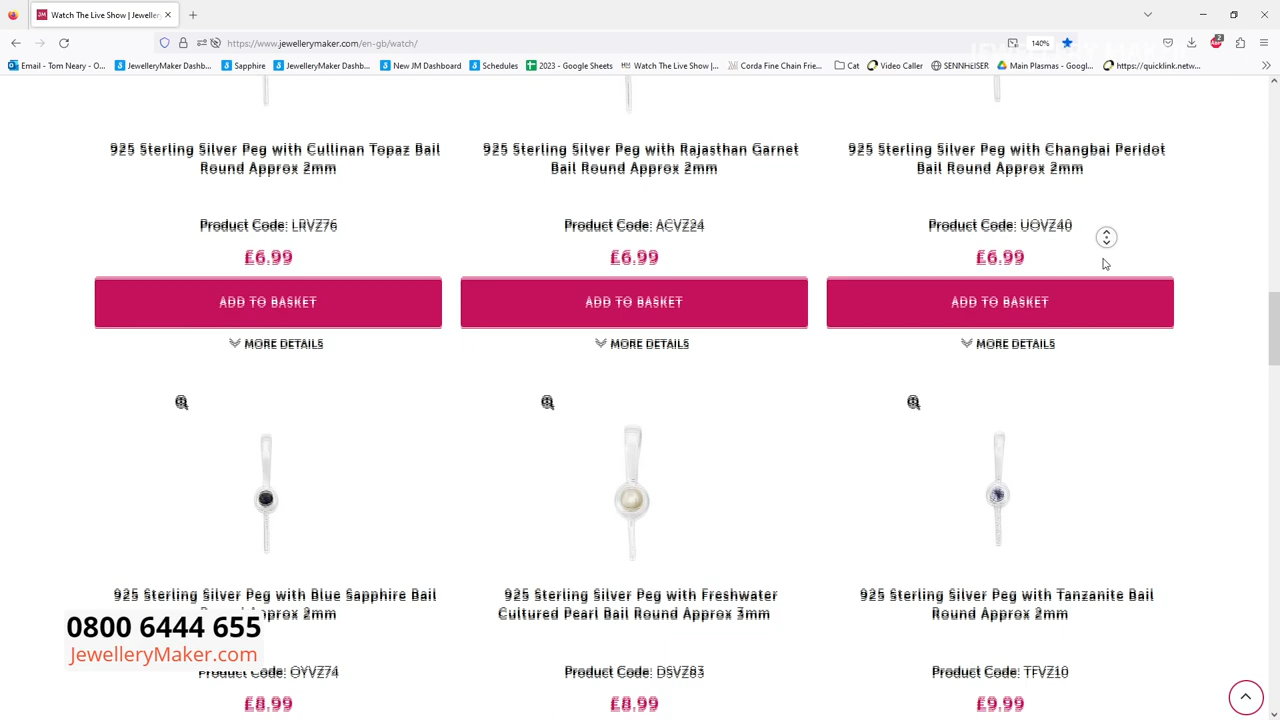 Watch The Live Show | Jeweller
https://www.jewellerymaker.com/en-gb/watch/
JEWELLERY MAKER
140%
2
Email - Tom Neary - O...
JewelleryMaker Dashb...
Sapphire
JewelleryMaker Dashb...
New JM Dashboard
Schedules
2023 - Google Sheets
Watch The Live Show |...
Corda Fine Chain Frie...
Cat
Video Caller
SENNHEISER
Main Plasmas - Googl...
https://quicklink.netw...
925 Sterling Silver Peg with Cullinan Topaz Bail
Round Approx 2mm
Product Code: LRVZ76
£6.99
ADD TO BASKET
MORE DETAILS
925 Sterling Silver Peg with Rajasthan Garnet
Bail Round Approx 2mm
Product Code: ACVZ24
£6.99
ADD TO BASKET
MORE DETAILS
925 Sterling Silver Peg with Changbai Peridot
Bail Round Approx 2mm
Product Code: UOVZ40
£6.99
ADD TO BASKET
MORE DETAILS
925 Sterling Silver Peg with Blue Sapphire Bail
Approx 2mm
Product Code: OYVZ74
£8.99
925 Sterling Silver Peg with Freshwater
Cultured Pearl Bail Round Approx 3mm
Product Code: DSVZ83
£8.99
925 Sterling Silver Peg with Tanzanite Bail
Round Approx 2mm
Product Code: TFVZ10
£9.99
0800 6444 655
JewelleryMaker.com